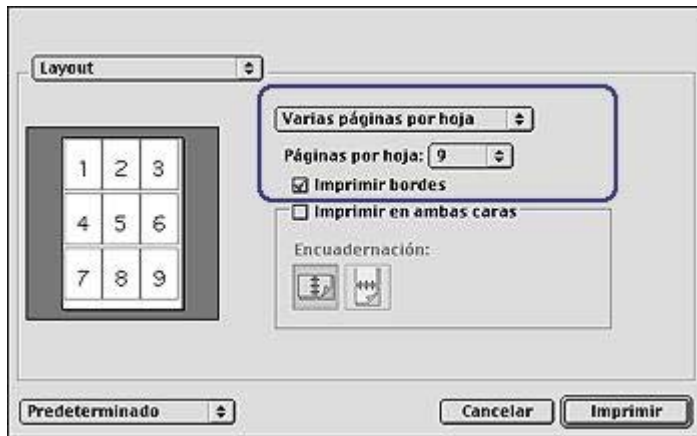 Layout
Varias páginas por hoja
Páginas por hoja: 9
Imprimir bordes
Imprimir en ambas caras
Encuadernación:
1 2 3
4 5 6
7 8 9
Predeterminado
Cancelar
Imprimir